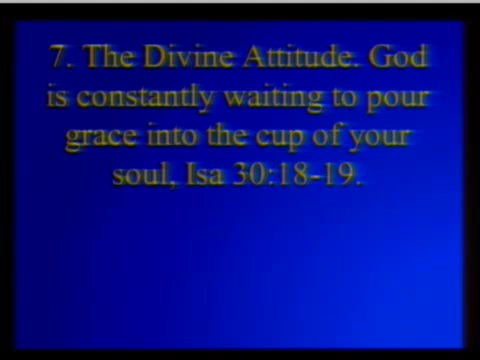 7. The Divine Attitude. God
is constantly waiting to pour
grace into the cup of your
soul, Isa 30:18-19.